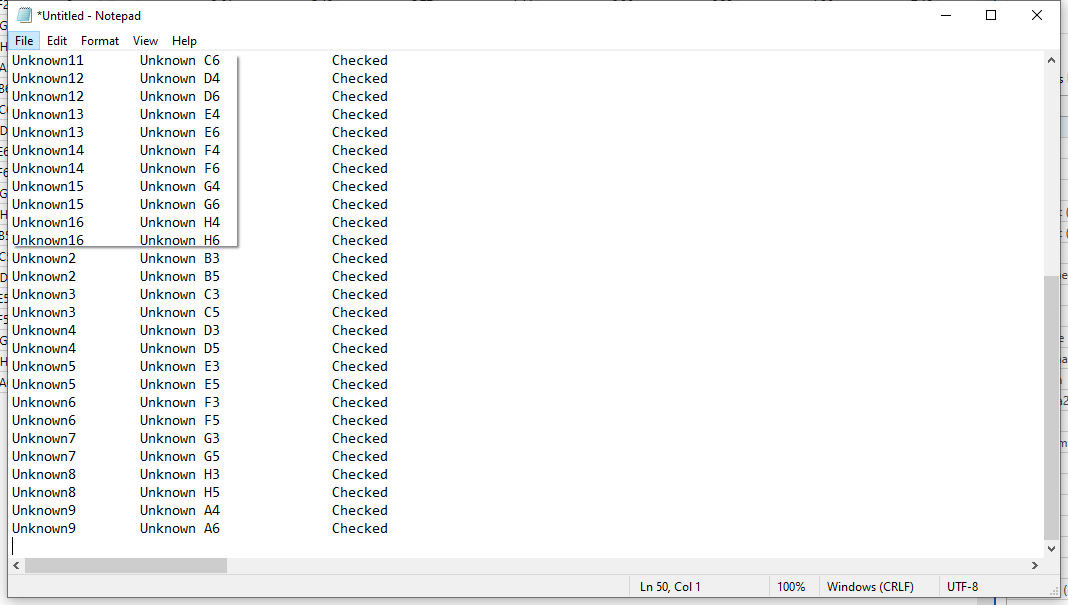 *Untitled - Notepad
File Edit Format View Help
Unknown11 Unknown C6 Checked
Unknown12 Unknown D4 Checked
Unknown12 Unknown D6 Checked
Unknown13 Unknown E4 Checked
Unknown13 Unknown E6 Checked
Unknown14 Unknown F4 Checked
Unknown14 Unknown F6 Checked
Unknown15 Unknown G4 Checked
Unknown15 Unknown G6 Checked
Unknown16 Unknown H4 Checked
Unknown16 Unknown H6 Checked
Unknown2 Unknown B3 Checked
Unknown2 Unknown B5 Checked
Unknown3 Unknown C3 Checked
Unknown3 Unknown C5 Checked
Unknown4 Unknown D3 Checked
Unknown4 Unknown D5 Checked
Unknown5 Unknown E3 Checked
Unknown5 Unknown E5 Checked
Unknown6 Unknown F3 Checked
Unknown6 Unknown F5 Checked
Unknown7 Unknown G3 Checked
Unknown7 Unknown G5 Checked
Unknown8 Unknown H3 Checked
Unknown8 Unknown H5 Checked
Unknown9 Unknown A4 Checked
Unknown9 Unknown A6 Checked
Ln 50, Col 1 100% Windows (CRLF) UTF-8